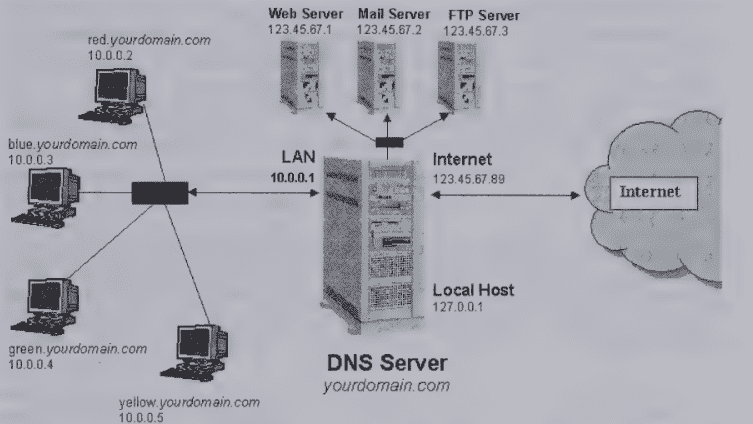 Web Server
123.45.67.1
Mail Server
123.45.67.2
FTP Server
123.45.67.3
red.yourdomain.com
10.0.0.2
blue.yourdomain.com
10.0.0.3
LAN
10.0.0.1
Internet
123.45.67.89
Internet
Local Host
127.0.0.1
green.yourdomain.com
10.0.0.4
DNS Server
yourdomain.com
yellow.yourdomain.com
10.0.0.5